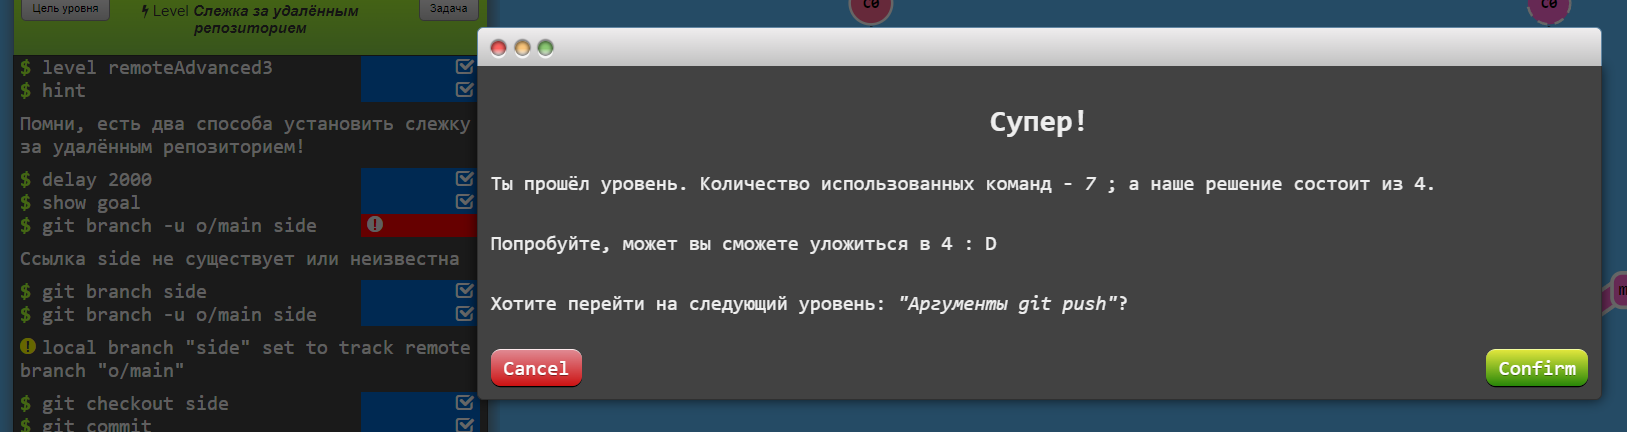 Цель уровня
Level Слежка за удалённым
репозиторием
Задача
$ level remoteAdvanced3
$ hint
Помни, есть два способа установить слежку
за удалённым репозиторием!
$ delay 2000
$ show goal
$ git branch -u o/main side
Ссылка side не существует или неизвестна
$ git branch side
$ git branch -u o/main side
local branch "side" set to track remote
branch "o/main"
$ git checkout side
$ git commit
C0
C0
Супер!
Ты прошёл уровень. Количество использованных команд - 7 ; а наше решение состоит из 4.
Попробуйте, может вы сможете уложиться в 4 : D
Хотите перейти на следующий уровень: "Аргументы git push"?
Cancel
Confirm